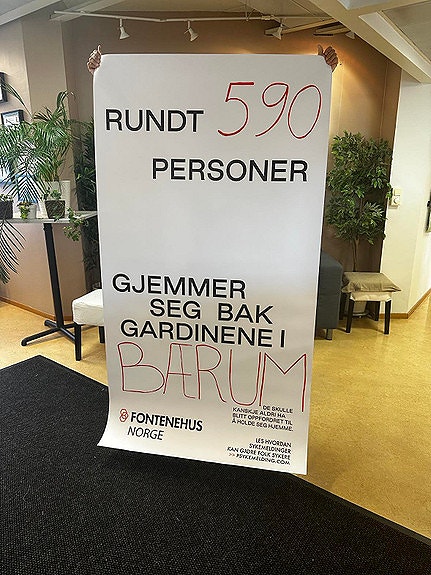 RUNDT 590
PERSONER
GJEMMER
SEG BAK
GARDINENE I
BÆRUM
DE SKULLE
KANSKJE ALDRI HA
BLITT OPPFORDRET TIL
Å HOLDE SEG HJEMME.
FONTENEHUS
NORGE
LES HVORDAN
SYKEMELDINGER
KAN GJØRE FOLK SYKERE
>> PSYKEMELDING.COM